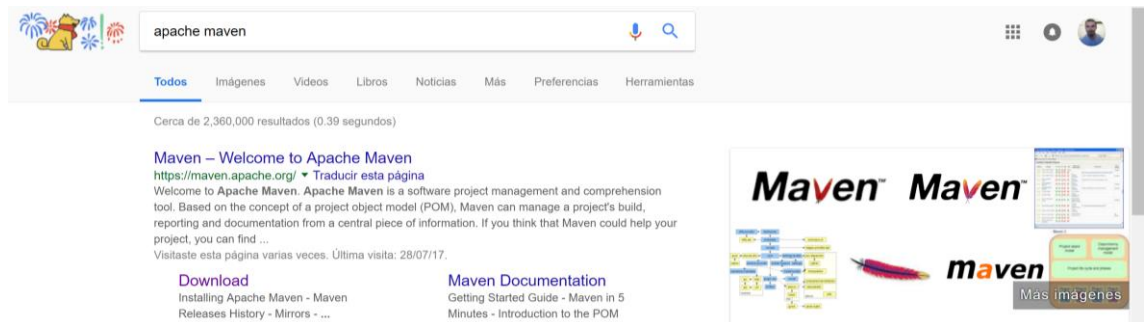 apache maven
Todos Imágenes Videos Libros Noticias Más Preferencias Herramientas
Cerca de 2,360,000 resultados (0.39 segundos)
Maven – Welcome to Apache Maven
https://maven.apache.org/ ▼ Traducir esta página
Welcome to Apache Maven. Apache Maven is a software project management and comprehension
tool. Based on the concept of a project object model (POM), Maven can manage a project's build,
reporting and documentation from a central piece of information. If you think that Maven could help your
project, you can find ...
Visitaste esta página varias veces. Última visita: 28/07/17.
Download
Installing Apache Maven - Maven
Releases History - Mirrors - ...
Maven Documentation
Getting Started Guide - Maven in 5
Minutes - Introduction to the POM
Maven™ Maven™
maven
Más imágenes